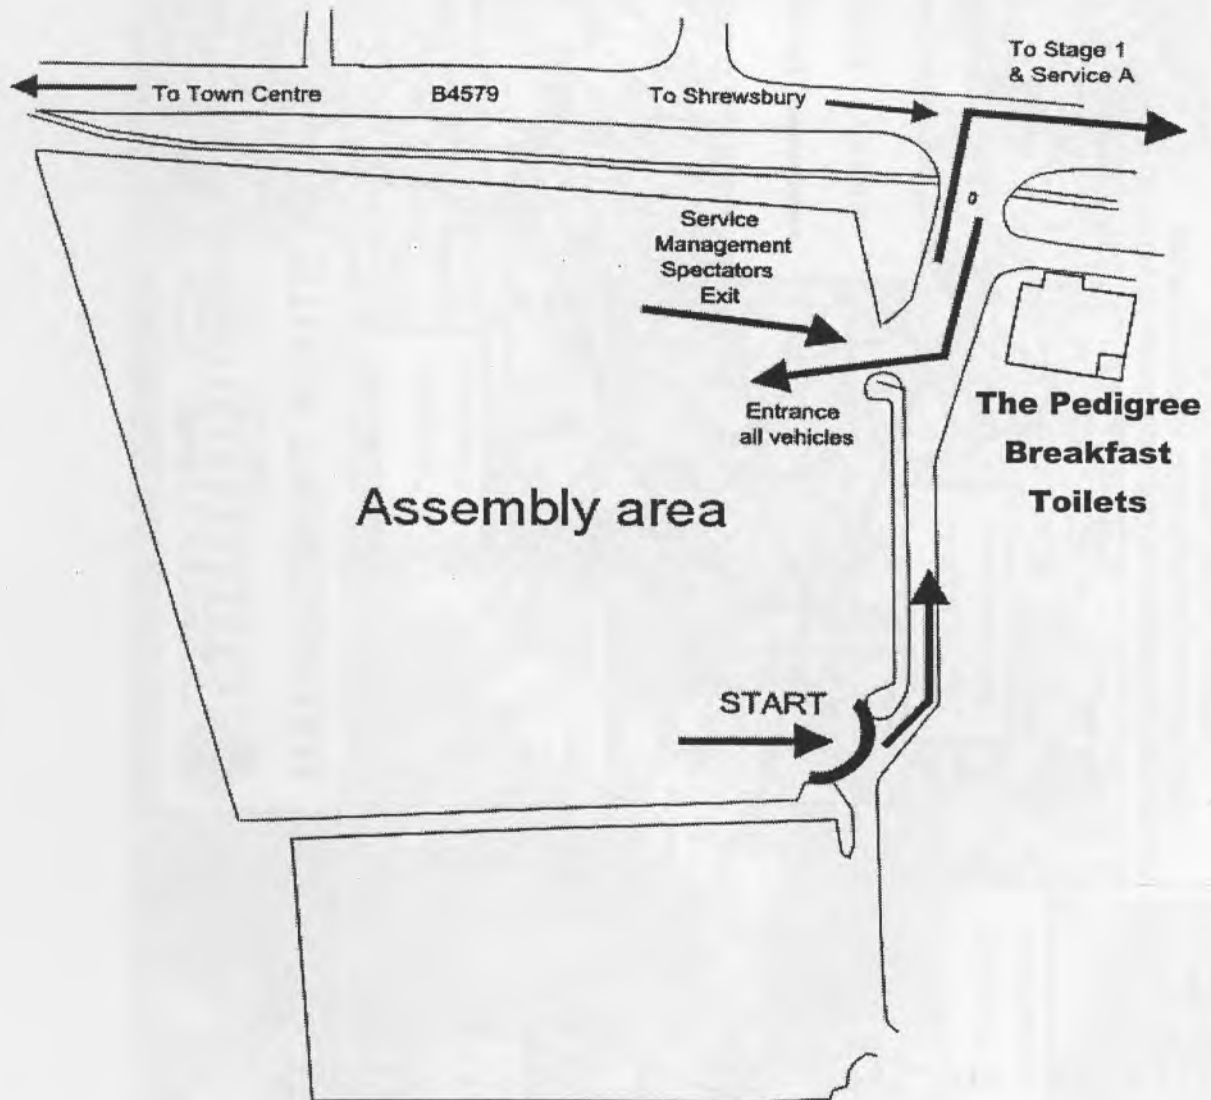 To Stage 1
& Service A
To Town Centre B4579 To Shrewsbury
Service
Management
Spectators
Exit
Entrance
all vehicles
The Pedigree
Breakfast
Toilets
Assembly area
START